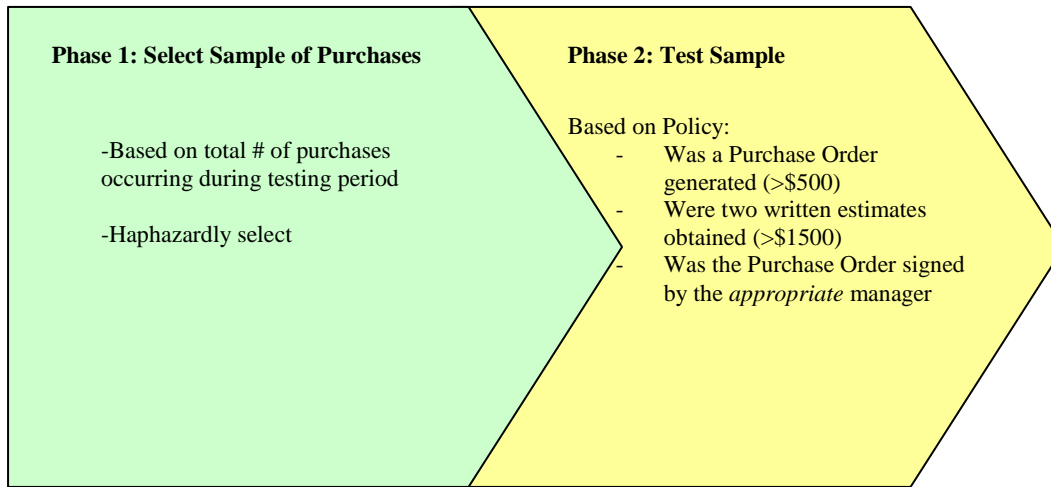 Phase 1: Select Sample of Purchases
-Based on total # of purchases
occurring during testing period
-Haphazardly select
Phase 2: Test Sample
Based on Policy:
- Was a Purchase Order
generated (>$500)
- Were two written estimates
obtained (>$1500)
- Was the Purchase Order signed
by the appropriate manager